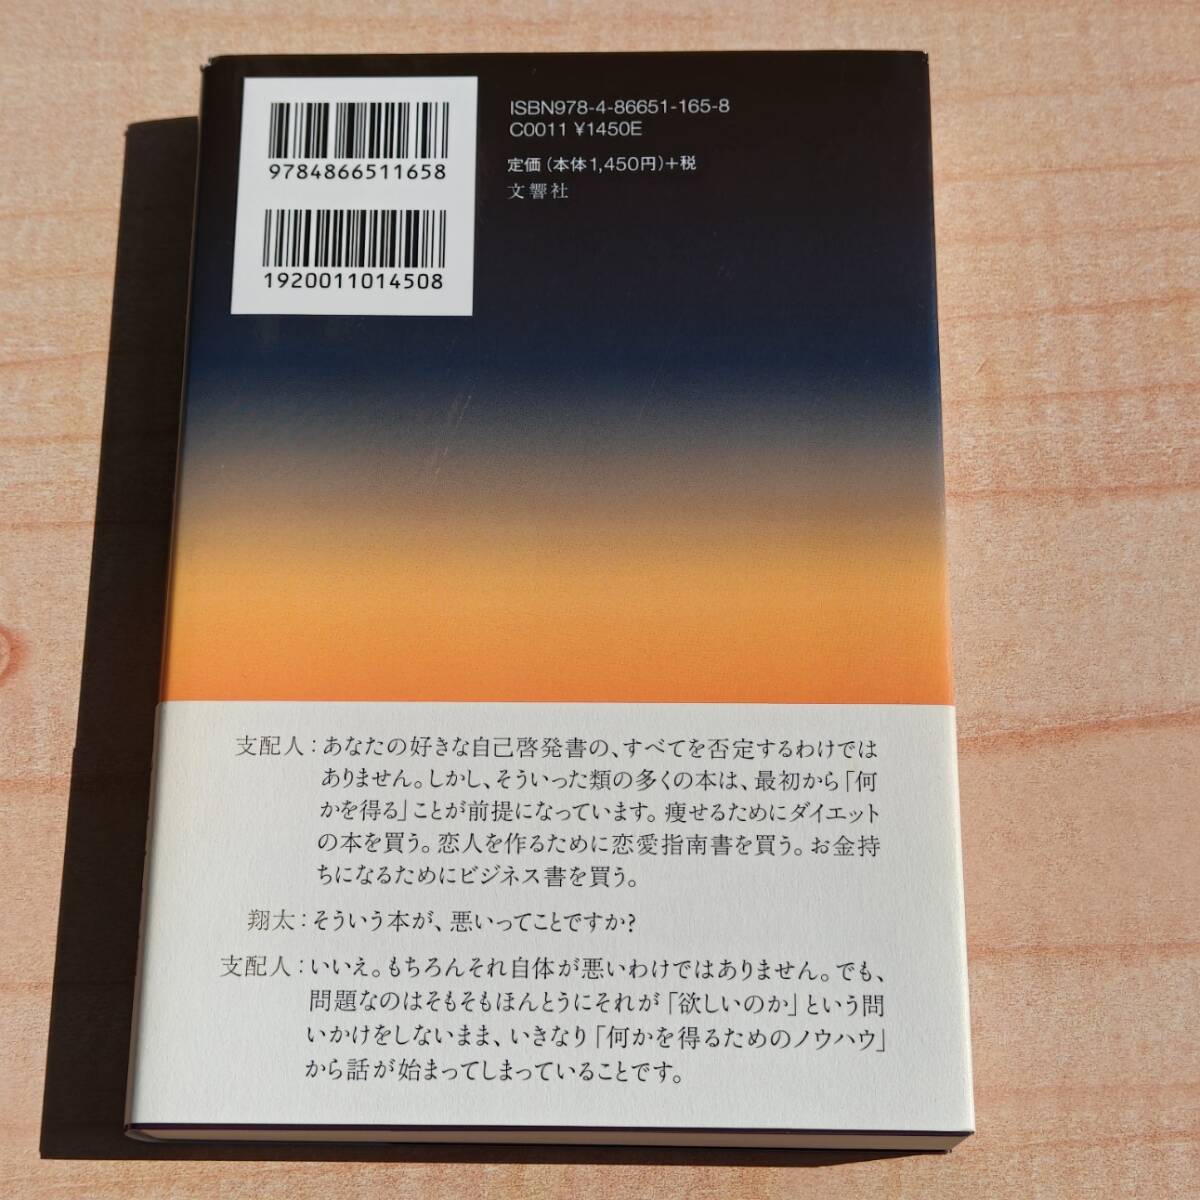 9784866511658
1920011014508
ISBN978-4-86651-165-8
C0011 ¥1450E
定価(本体1,450円)+税
文響社
支配人:あなたの好きな自己啓発書の、すべてを否定するわけでは
ありません。しかし、そういった類の多くの本は、最初から「何
かを得る」ことが前提になっています。痩せるためにダイエット
の本を買う。恋人を作るために恋愛指南書を買う。お金持
ちになるためにビジネス書を買う。
翔太:そういう本が、悪いってことですか?
支配人:いいえ。もちろんそれ自体が悪いわけではありません。でも、
問題なのはそもそもほんとうにそれが「欲しいのか」という問
いかけをしないまま、いきなり「何かを得るためのノウハウ」
から話が始まってしまっていることです。